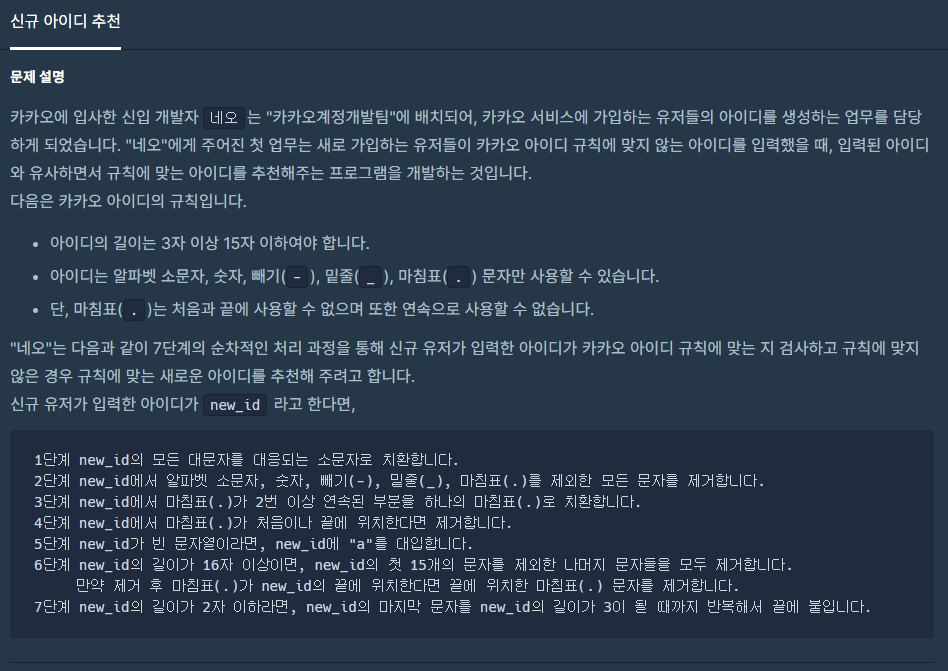 신규 아이디 추천
문제 설명
카카오에 입사한 신입 개발자 네오 는 "카카오계정개발팀"에 배치되어, 카카오 서비스에 가입하는 유저들의 아이디를 생성하는 업무를 담당
하게 되었습니다. "네오"에게 주어진 첫 업무는 새로 가입하는 유저들이 카카오 아이디 규칙에 맞지 않는 아이디를 입력했을 때, 입력된 아이디
와 유사하면서 규칙에 맞는 아이디를 추천해주는 프로그램을 개발하는 것입니다.
다음은 카카오 아이디의 규칙입니다.
• 아이디의 길이는 3자 이상 15자 이하여야 합니다.
• 아이디는 알파벳 소문자, 숫자, 빼기( - ), 밑줄( _ ), 마침표( . ) 문자만 사용할 수 있습니다.
• 단, 마침표( . )는 처음과 끝에 사용할 수 없으며 또한 연속으로 사용할 수 없습니다.
"네오"는 다음과 같이 7단계의 순차적인 처리 과정을 통해 신규 유저가 입력한 아이디가 카카오 아이디 규칙에 맞는 지 검사하고 규칙에 맞지
않은 경우 규칙에 맞는 새로운 아이디를 추천해 주려고 합니다.
신규 유저가 입력한 아이디가 new_id 라고 한다면,
1단계 new_id의 모든 대문자를 대응되는 소문자로 치환합니다.
2단계 new_id에서 알파벳 소문자, 숫자, 빼기(-), 밑줄(_), 마침표(.)를 제외한 모든 문자를 제거합니다.
3단계 new_id에서 마침표(.)가 2번 이상 연속된 부분을 하나의 마침표(.)로 치환합니다.
4단계 new_id에서 마침표(.)가 처음이나 끝에 위치한다면 제거합니다.
5단계 new_id가 빈 문자열이라면, new_id에 "a"를 대입합니다.
6단계 new_id의 길이가 16자 이상이면, new_id의 첫 15개의 문자를 제외한 나머지 문자들을 모두 제거합니다.
만약 제거 후 마침표(.)가 new_id의 끝에 위치한다면 끝에 위치한 마침표(.) 문자를 제거합니다.
7단계 new_id의 길이가 2자 이하라면, new_id의 마지막 문자를 new_id의 길이가 3이 될 때까지 반복해서 끝에 붙입니다.